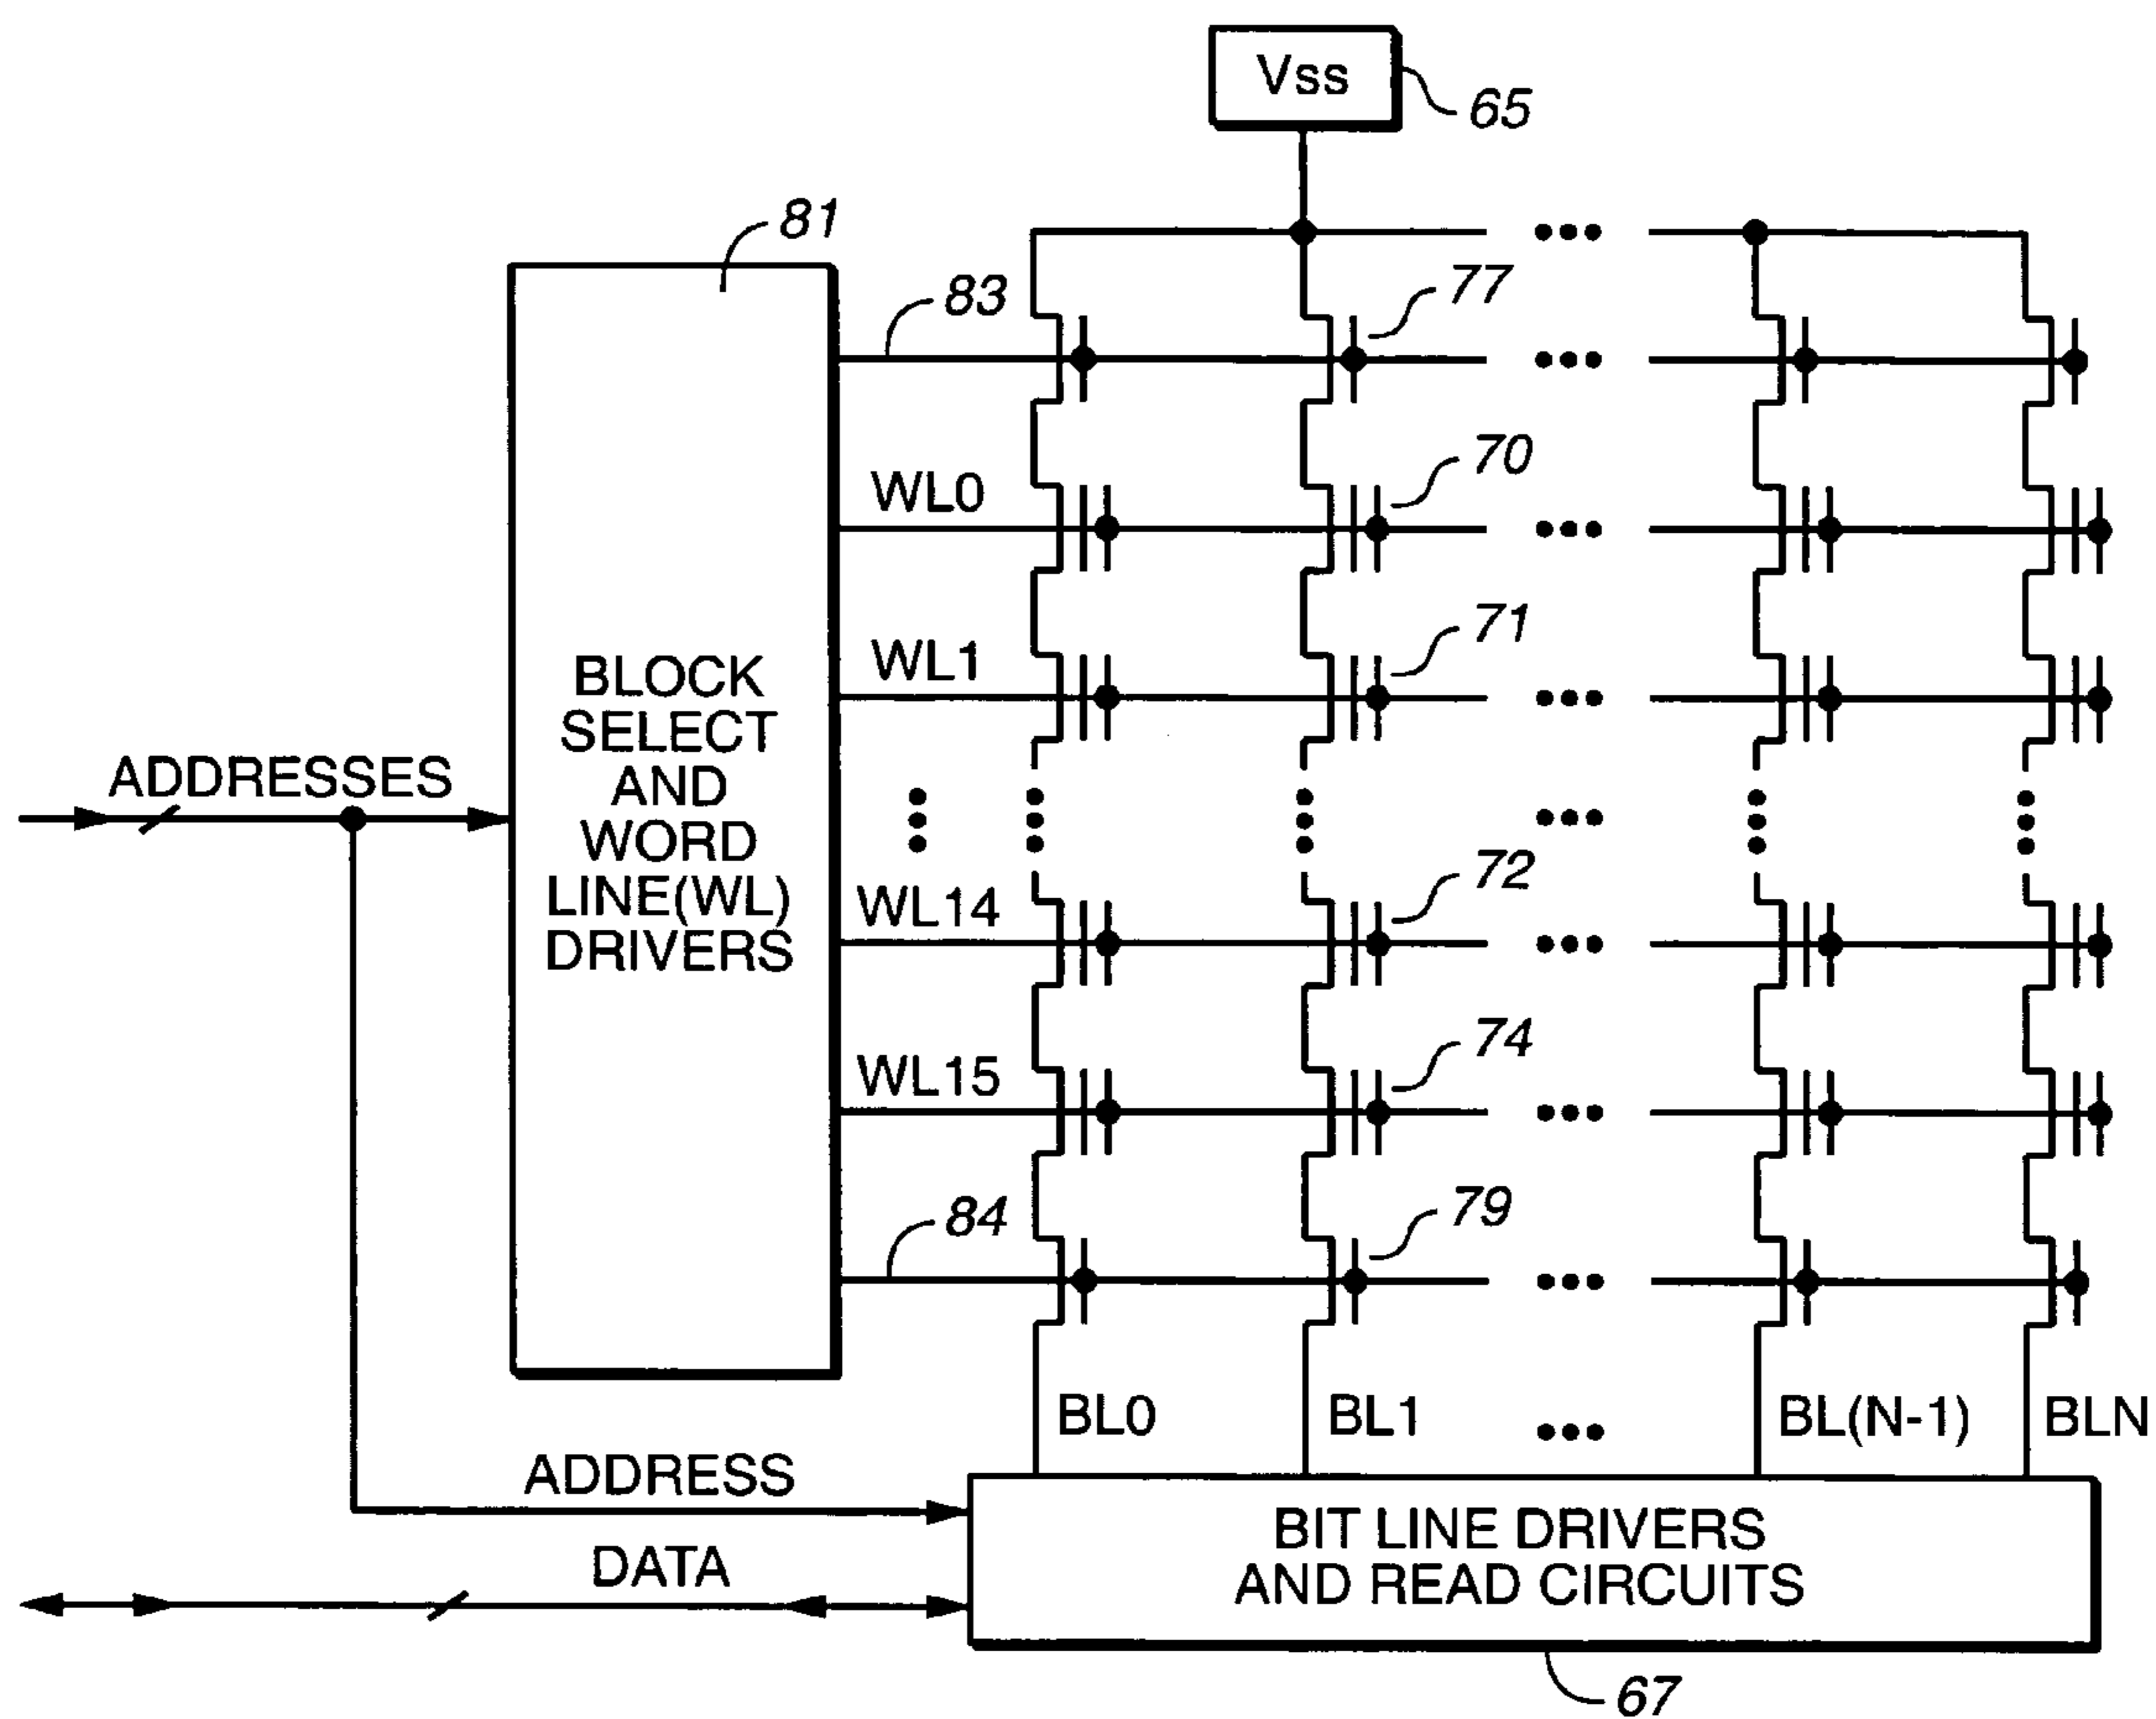 Vss
65
81
83
77
WL0
70
WL1
71
BLOCK
SELECT
AND
WORD
LINE(WL)
DRIVERS
ADDRESSES
WL14
72
WL15
74
84
79
BL0
BL1
BL(N-1)
BLN
ADDRESS
DATA
BIT LINE DRIVERS
AND READ CIRCUITS
67